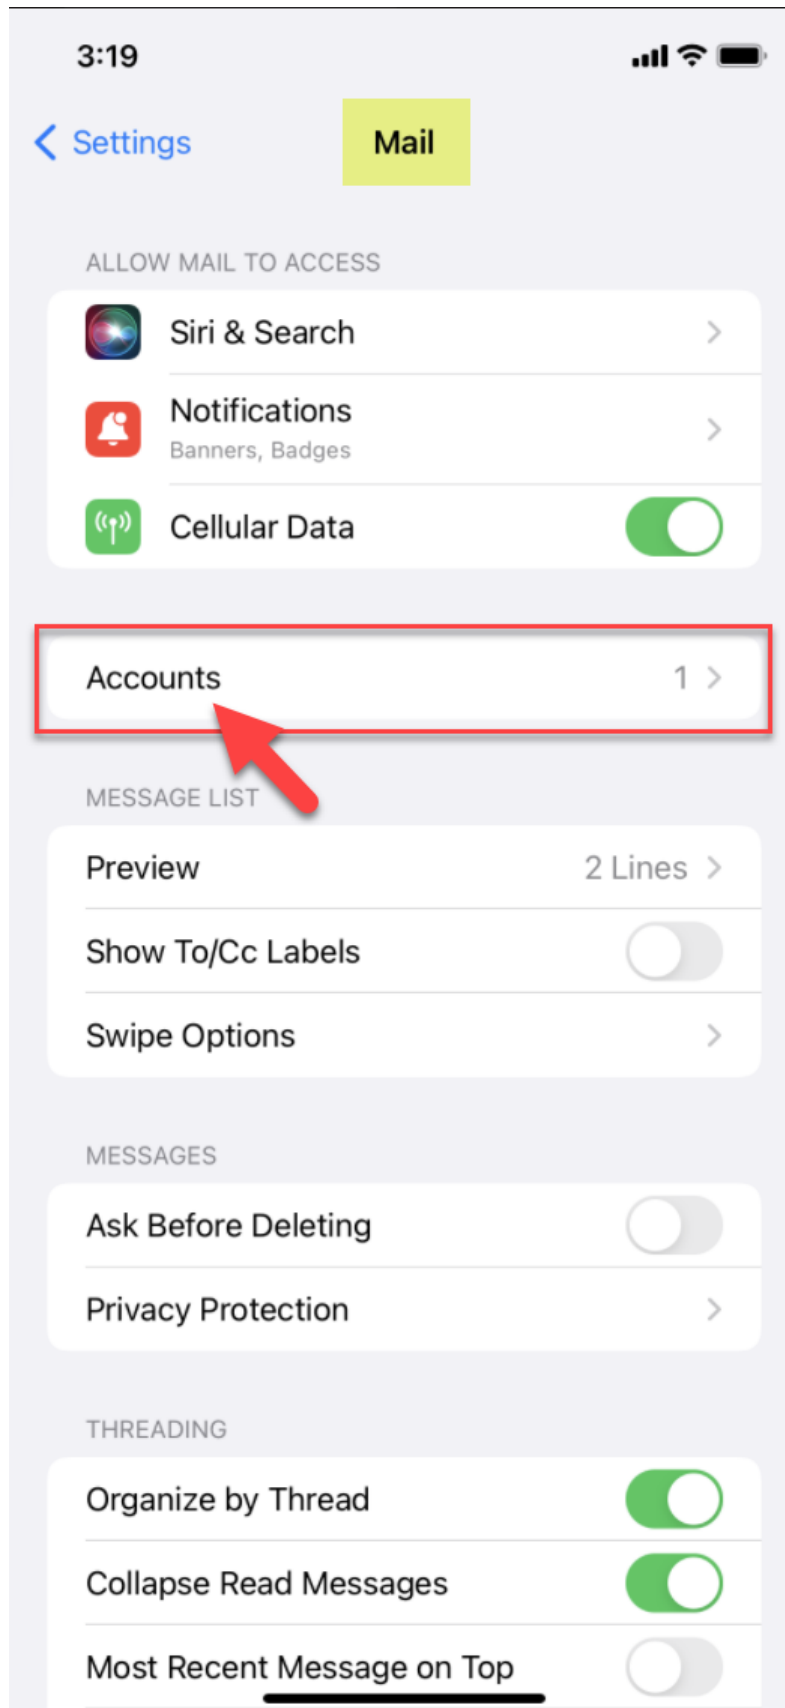 3:19
Settings
Mail
ALLOW MAIL TO ACCESS
Siri & Search
Notifications
Banners, Badges
Cellular Data
Accounts 1
MESSAGE LIST
Preview 2 Lines
Show To/Cc Labels
Swipe Options
MESSAGES
Ask Before Deleting
Privacy Protection
THREADING
Organize by Thread
Collapse Read Messages
Most Recent Message on Top